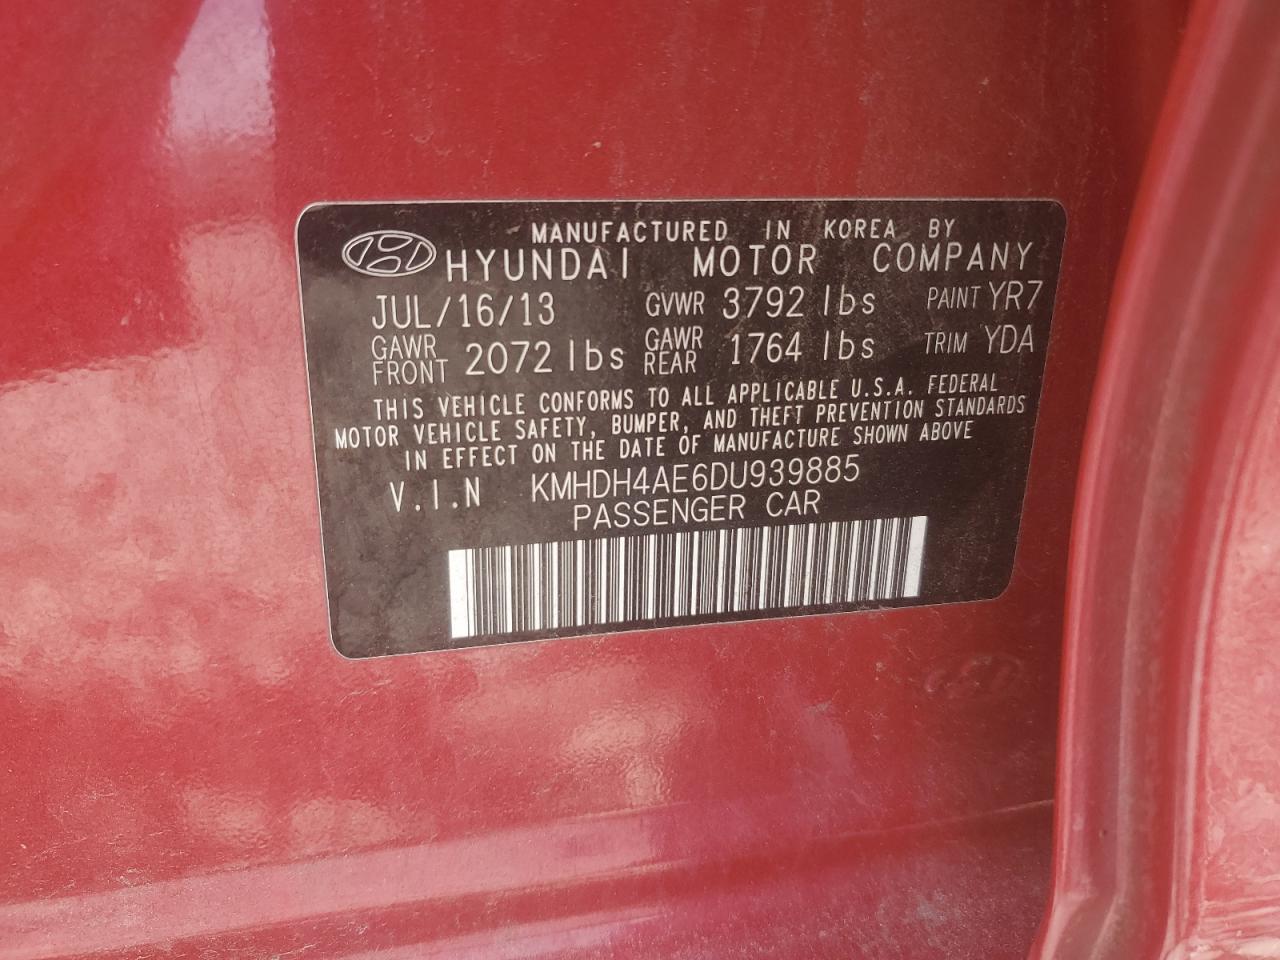 MANUFACTURED IN KOREA BY
HYUNDAI MOTOR COMPANY
JUL/16/13 GVWR 3792 lbs PAINT YR7
GAWR FRONT 2072 lbs GAWR REAR 1764 lbs TRIM YDA
THIS VEHICLE CONFORMS TO ALL APPLICABLE U.S.A. FEDERAL
MOTOR VEHICLE SAFETY, BUMPER, AND THEFT PREVENTION STANDARDS
IN EFFECT ON THE DATE OF MANUFACTURE SHOWN ABOVE
V.I.N KMHDH4AE6DU939885
PASSENGER CAR